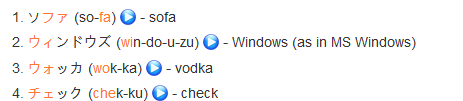 1. ソファ (so-fa) - sofa
2. ウィンドウズ (win-do-u-zu) - Windows (as in MS Windows)
3. ウォッカ (wok-ka) - vodka
4. チェック (chek-ku) - check